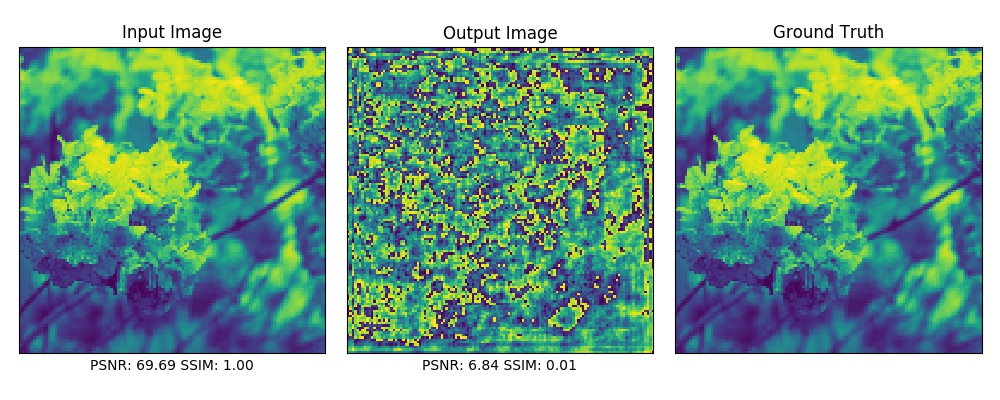 Input Image
Output Image
Ground Truth
PSNR: 69.69 SSIM: 1.00
PSNR: 6.84 SSIM: 0.01